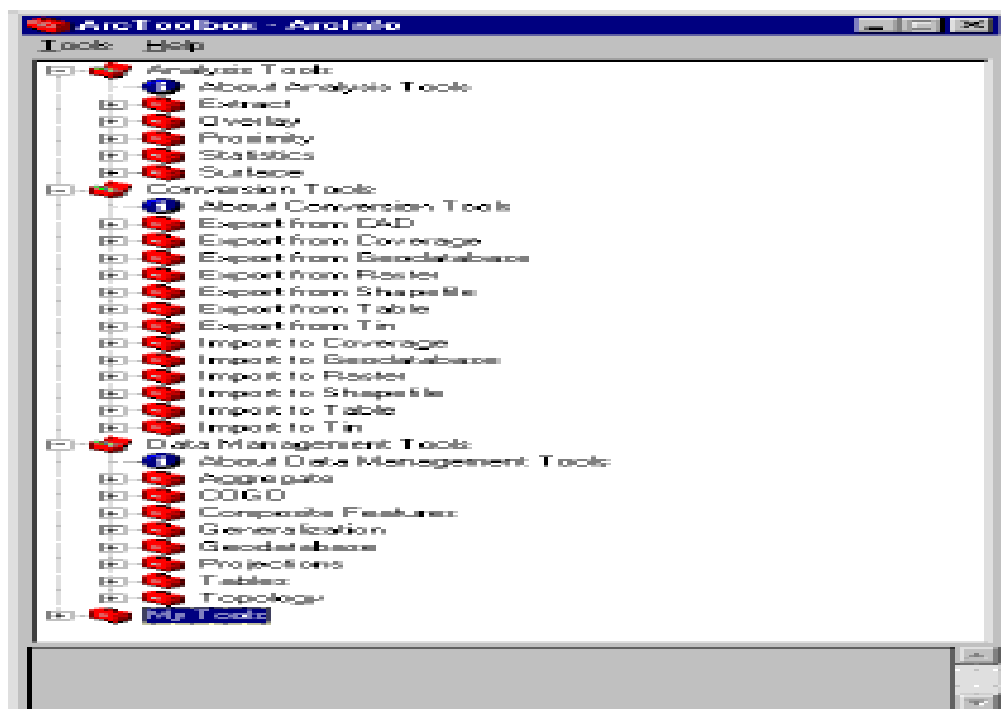 ArcToolbox - ArcInfo
Tools Help
Analysis Tools
About Analysis Tools
Extract
Overlay
Proximity
Statistics
Surface
Conversion Tools
About Conversion Tools
Export from CAD
Export from Coverage
Export from Geodatabase
Export from Raster
Export from Shapefile
Export from Table
Export from Tin
Import to Coverage
Import to Geodatabase
Import to Raster
Import to Shapefile
Import to Table
Import to Tin
Data Management Tools
About Data Management Tools
Aggregate
COGO
Composite Features
Generalization
Geodatabase
Projections
Tables
Topology
My Tools